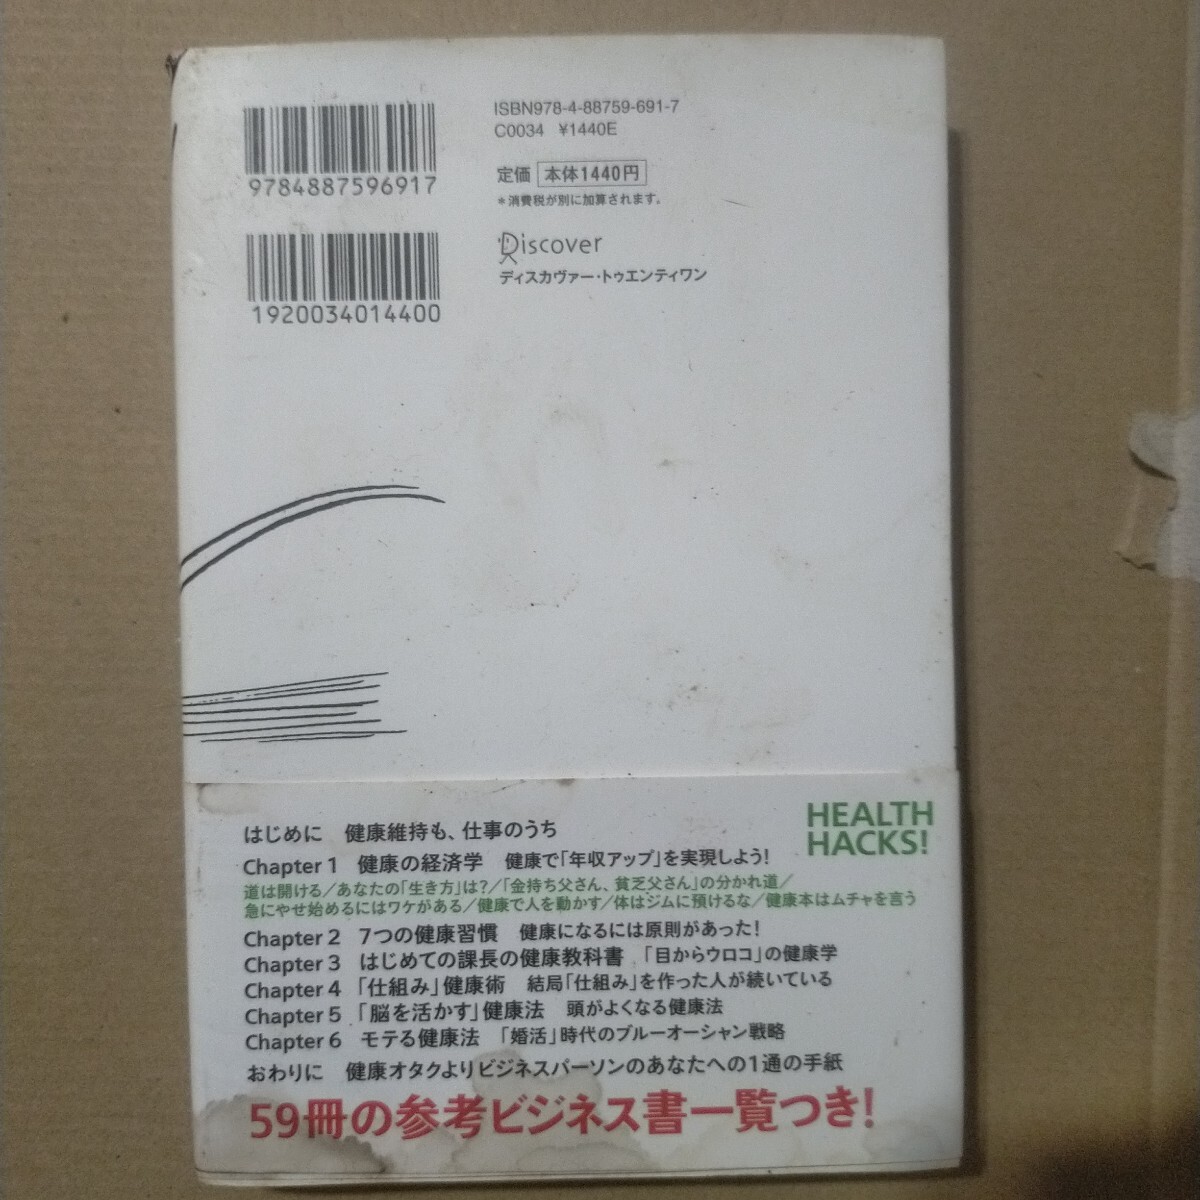 ISBN978-4-88759-691-7
C0034 ¥1440E
9784887596917
定価 本体1440円
*消費税が別に加算されます。
1920034014400
Discover
ディスカヴァー・トゥエンティワン
HEALTH
HACKS!
はじめに 健康維持も、仕事のうち
Chapter 1 健康の経済学 健康で「年収アップ」を実現しよう!
道は開ける/あなたの「生き方」は?/「金持ち父さん、貧乏父さん」の分かれ道/
急にやせ始めるにはワケがある/健康で人を動かす/体はジムに預けるな/健康本はムチャを言う
Chapter 2 7つの健康習慣 健康になるには原則があった!
Chapter 3 はじめての課長の健康教科書 「目からウロコ」の健康学
Chapter 4 「仕組み」健康術 結局「仕組み」を作った人が続いている
Chapter 5 「脳を活かす」健康法 頭がよくなる健康法
Chapter 6 モテる健康法 「婚活」時代のブルーオーシャン戦略
おわりに 健康オタクよりビジネスパーソンのあなたへの1通の手紙
59冊の参考ビジネス書一覧つき!